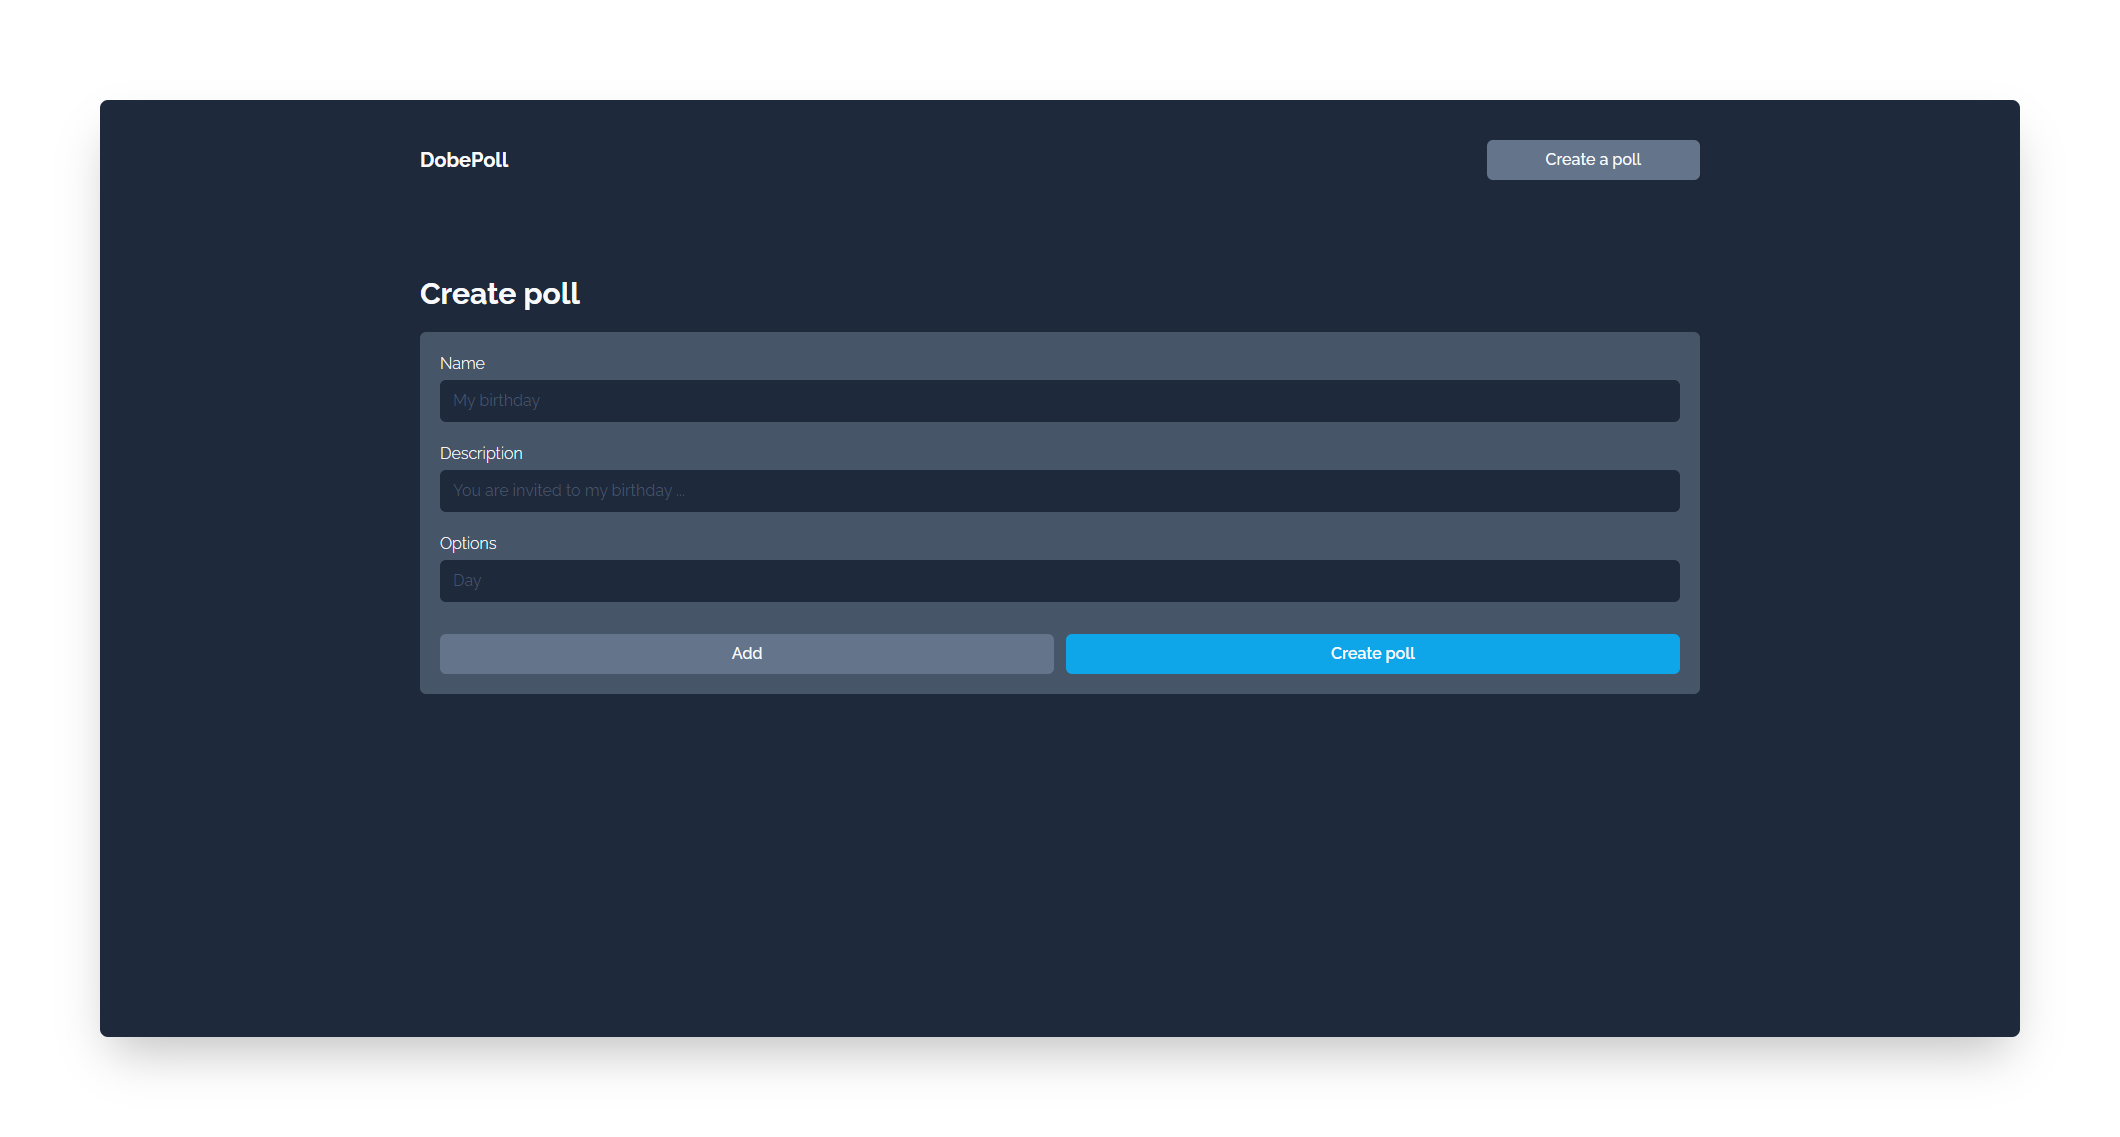 DobePoll
Create a poll
Create poll
Name
My birthday
Description
You are invited to my birthday ...
Options
Day
Add
Create poll